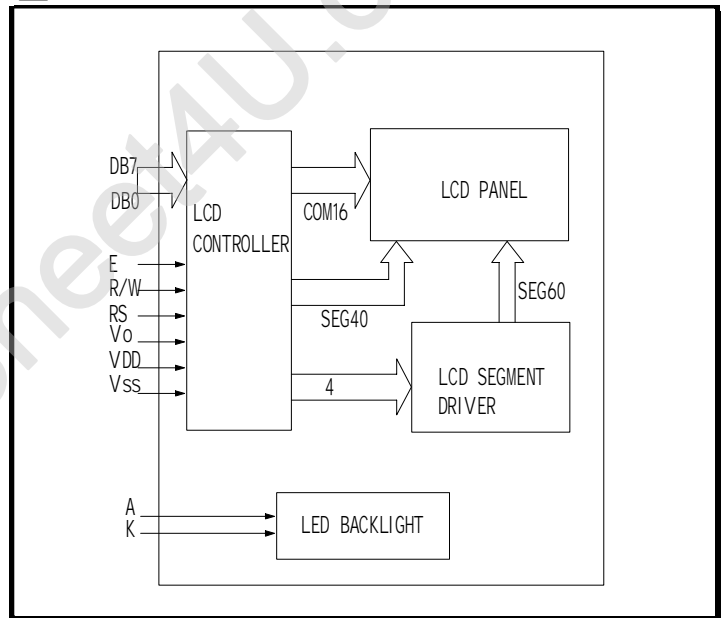 DB7
DB0
LCD
CONTROLLER
COM16
LCD PANEL
E
R/W
RS
Vo
VDD
Vss
SEG40
SEG60
4
LCD SEGMENT
DRIVER
A
K
LED BACKLIGHT